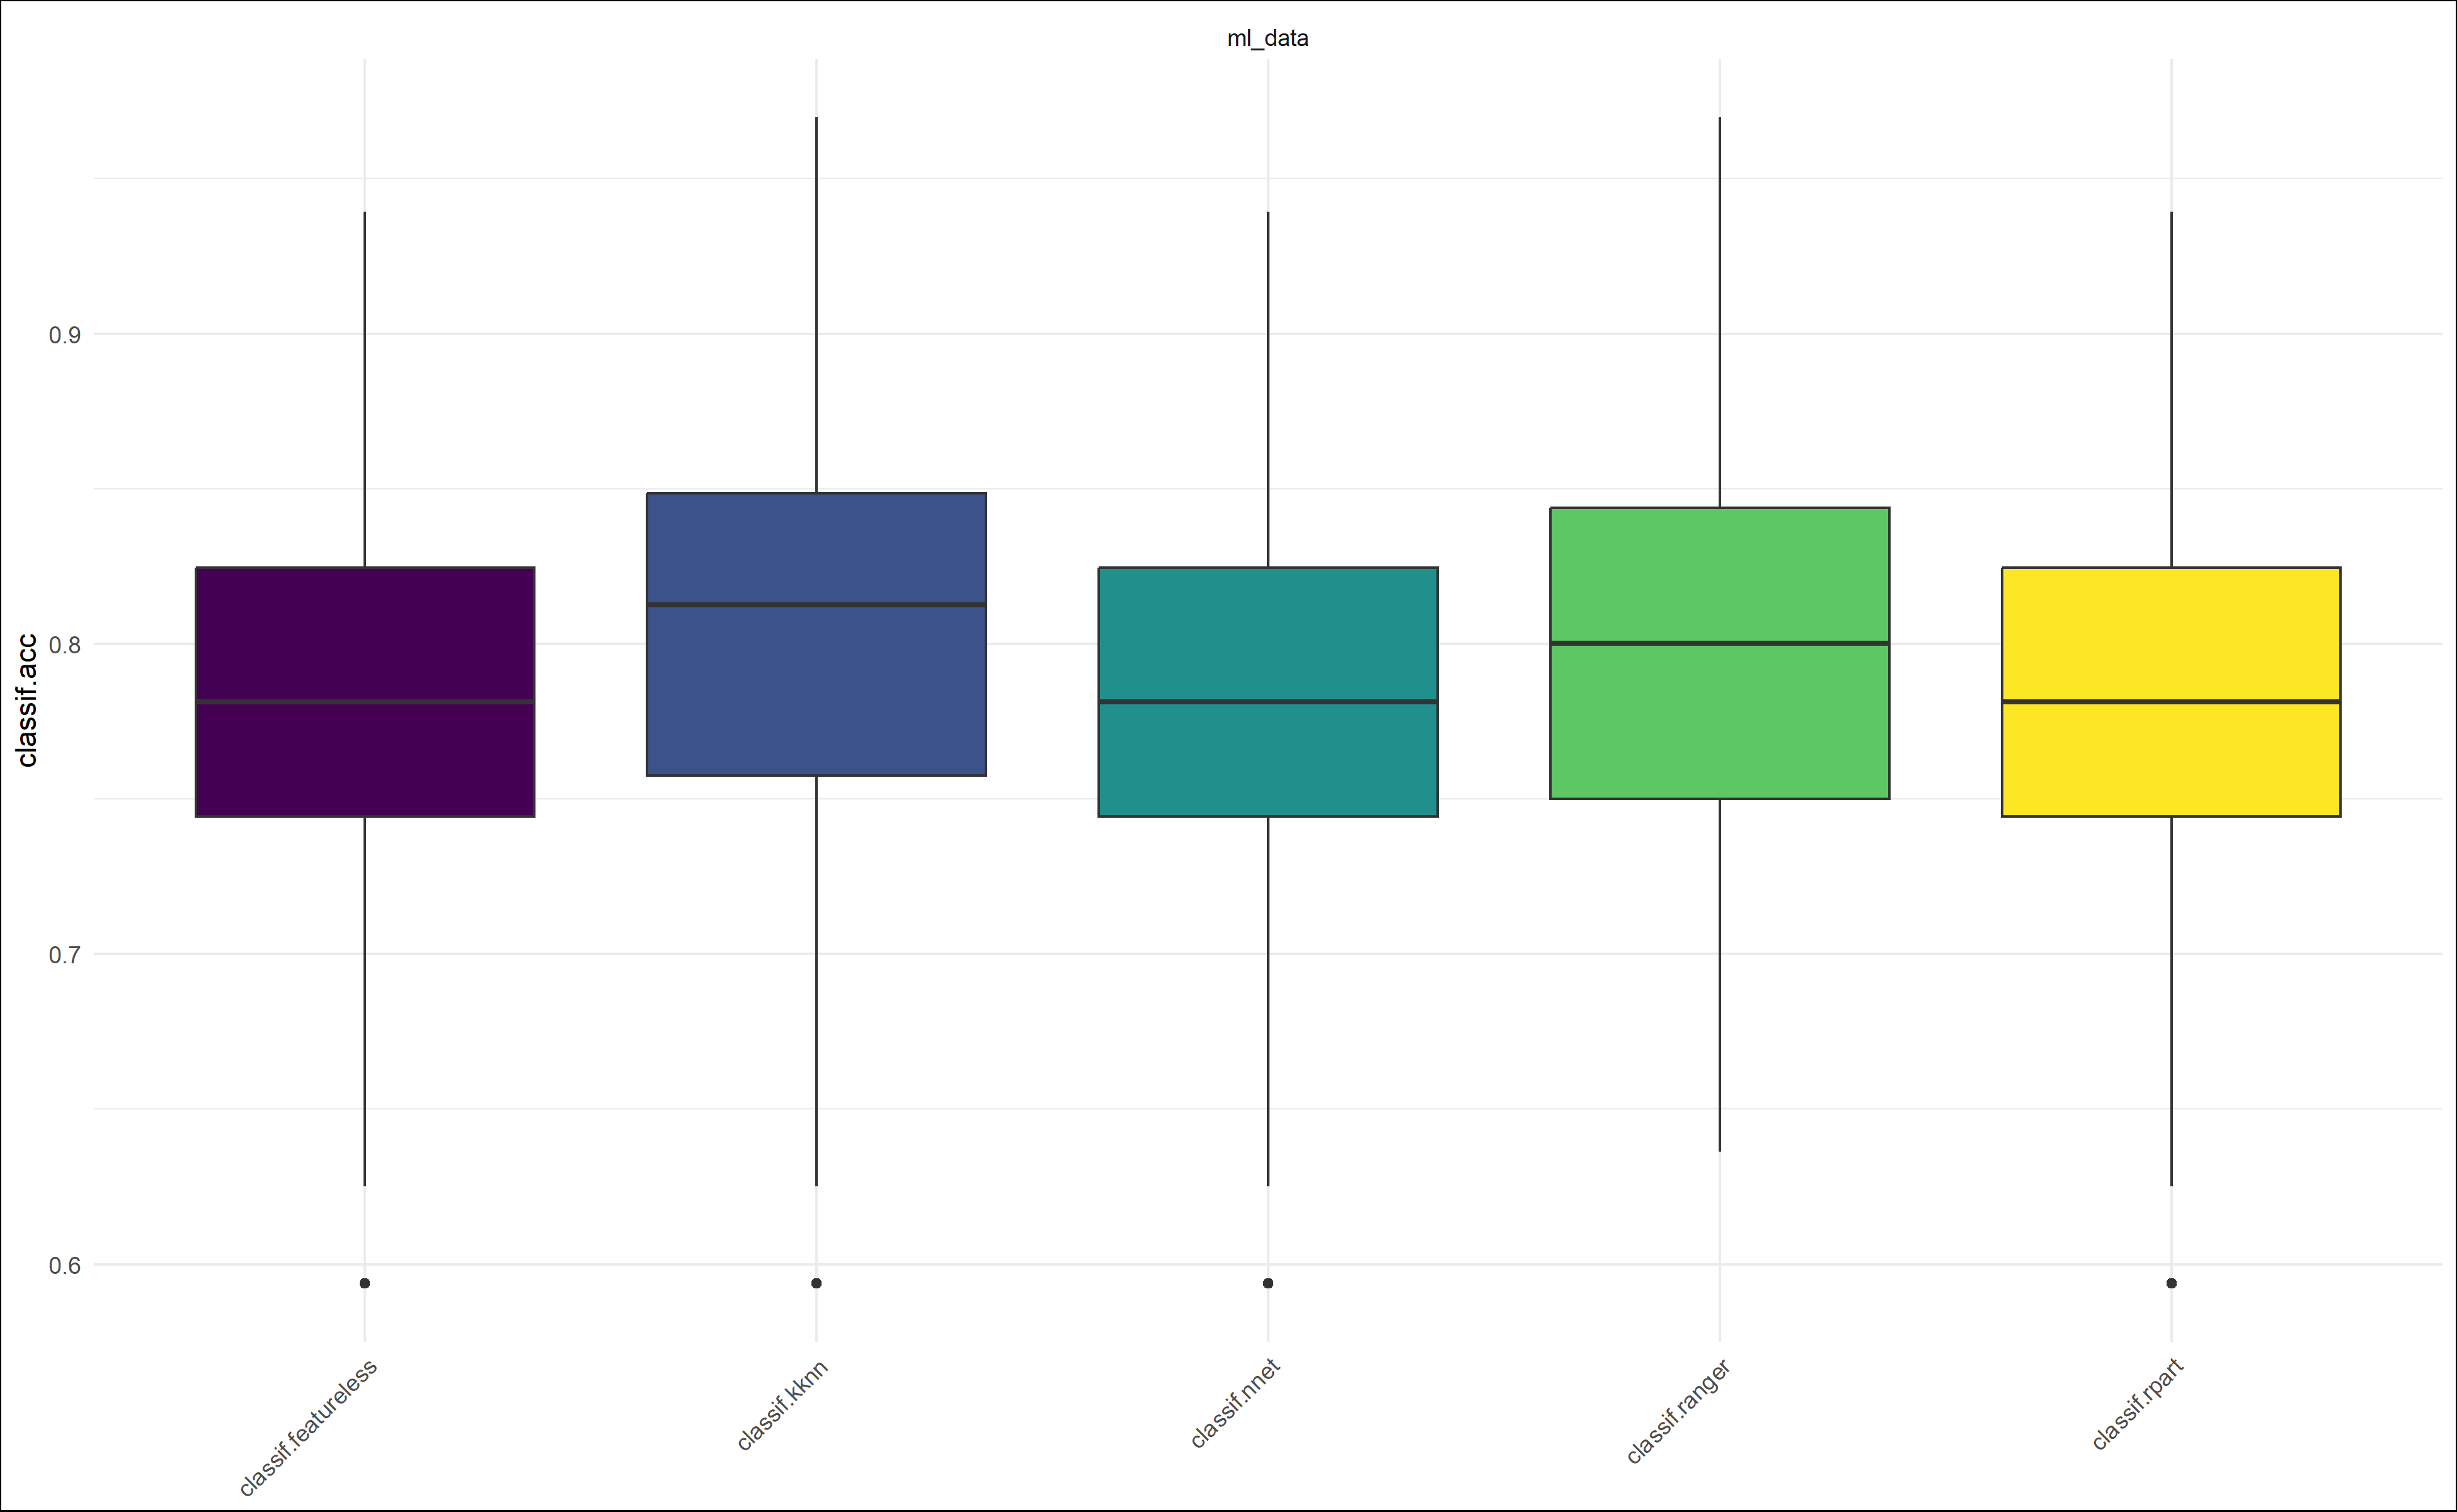 ml_data
classif.acc
0.9
0.8
0.7
0.6
classif.featureless
classif.kknn
classif.nnet
classif.ranger
classif.rpart